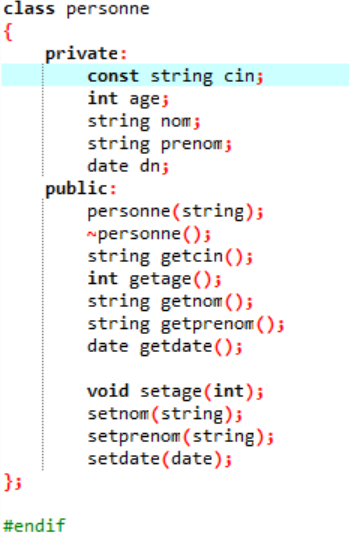 class personne
{
private:
const string cin;
int age;
string nom;
string prenom;
date dn;
public:
personne(string);
~personne();
string getcin();
int getage();
string getnom();
string getprenom();
date getdate();
void setage(int);
setnom(string);
setprenom(string);
setdate(date);
};
#endif